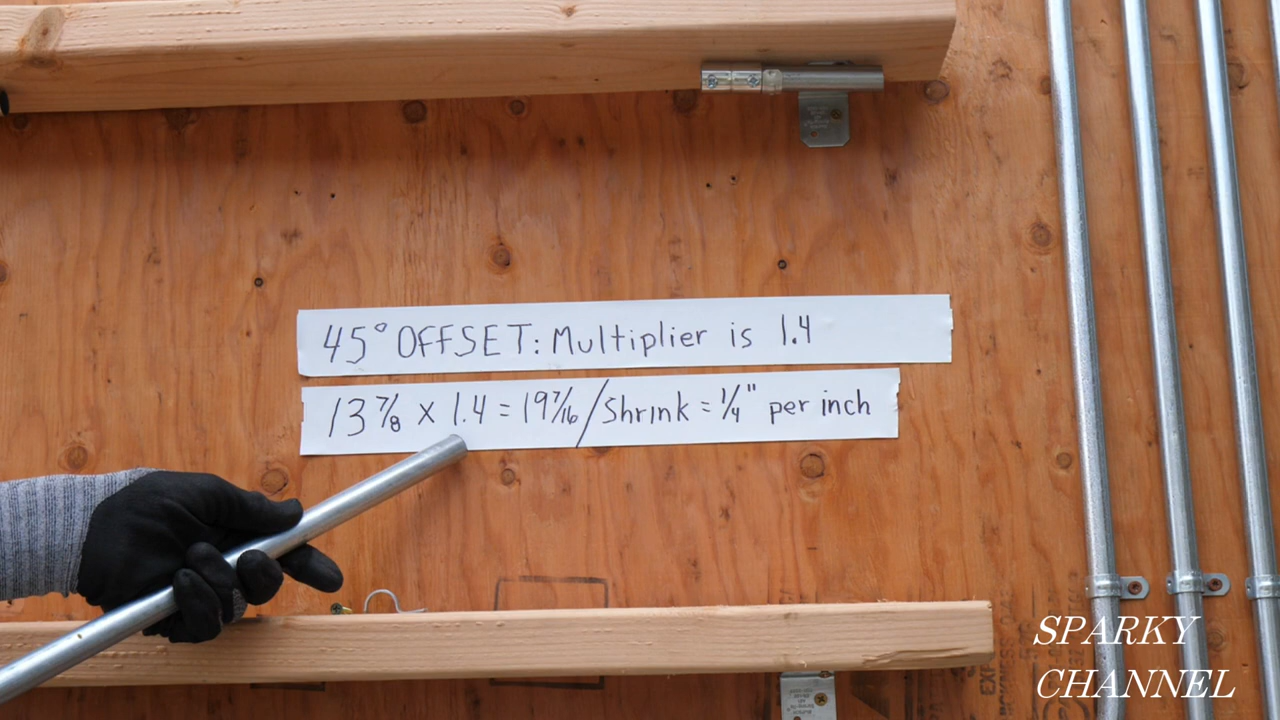 45° OFFSET: Multiplier is 1.4
13 7/8 x 1.4 = 19 7/16 / Shrink = 1/4" per inch
SPARKY
CHANNEL